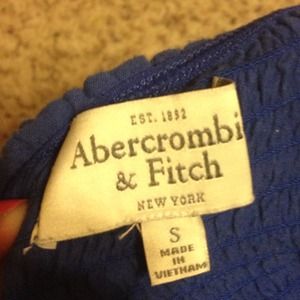 EST. 1892
Abercrombi
& Fitch
NEW YORK
S
MADE
IN
VIETNAM